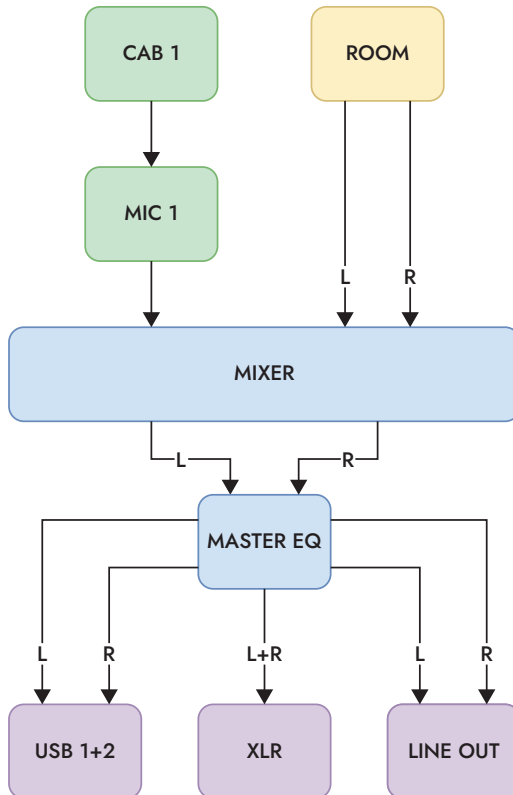 CAB 1
ROOM
MIC 1
L
R
MIXER
L
R
MASTER EQ
L
R
L+R
L
R
USB 1+2
XLR
LINE OUT